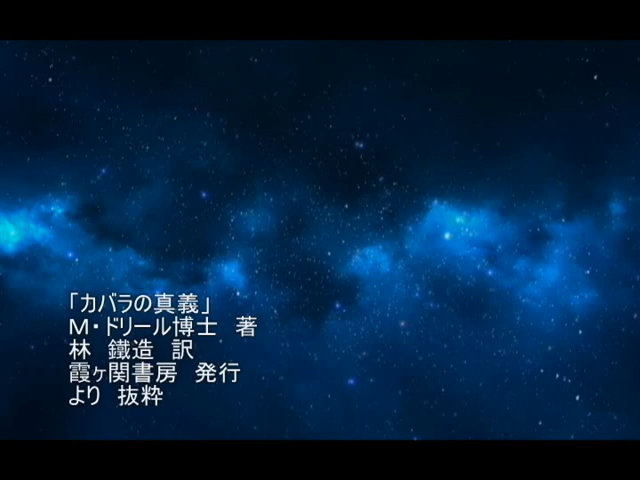 「カバラの真義」
M・ドリール博士　著
林　鐵造　訳
霞ヶ関書房　発行
より　抜粋